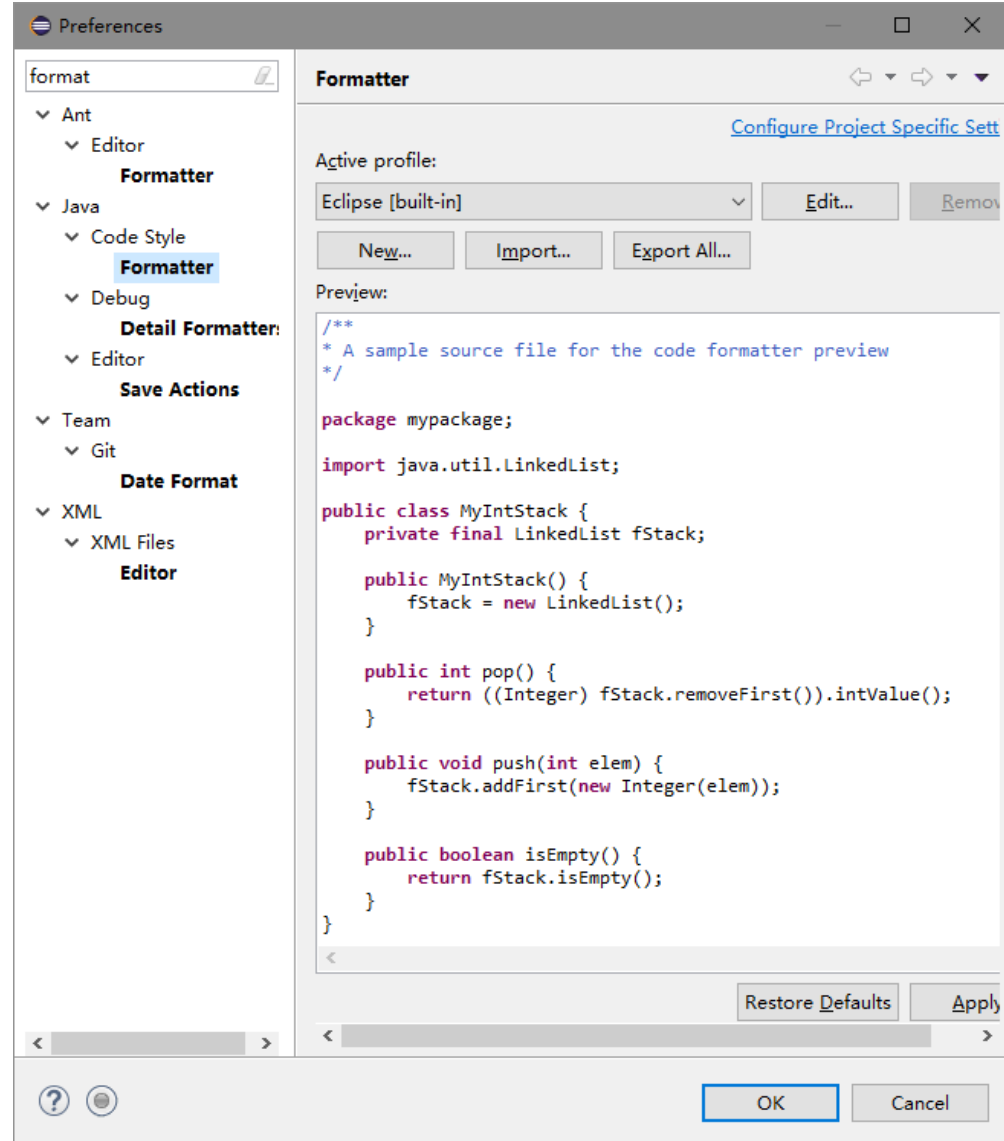 Preferences
format
Ant
Editor
Formatter
Java
Code Style
Formatter
Debug
Detail Formatter
Editor
Save Actions
Team
Git
Date Format
XML
XML Files
Editor
Formatter
Configure Project Specific Sett
Active profile:
Eclipse [built-in]
Edit...
Remov
New...
Import...
Export All...
Preview:
/**
* A sample source file for the code formatter preview
*/
package mypackage;
import java.util.LinkedList;
public class MyIntStack {
    private final LinkedList fStack;
    public MyIntStack() {
        fStack = new LinkedList();
    }
    public int pop() {
        return ((Integer) fStack.removeFirst()).intValue();
    }
    public void push(int elem) {
        fStack.addFirst(new Integer(elem));
    }
    public boolean isEmpty() {
        return fStack.isEmpty();
    }
}
Restore Defaults
Apply
OK
Cancel